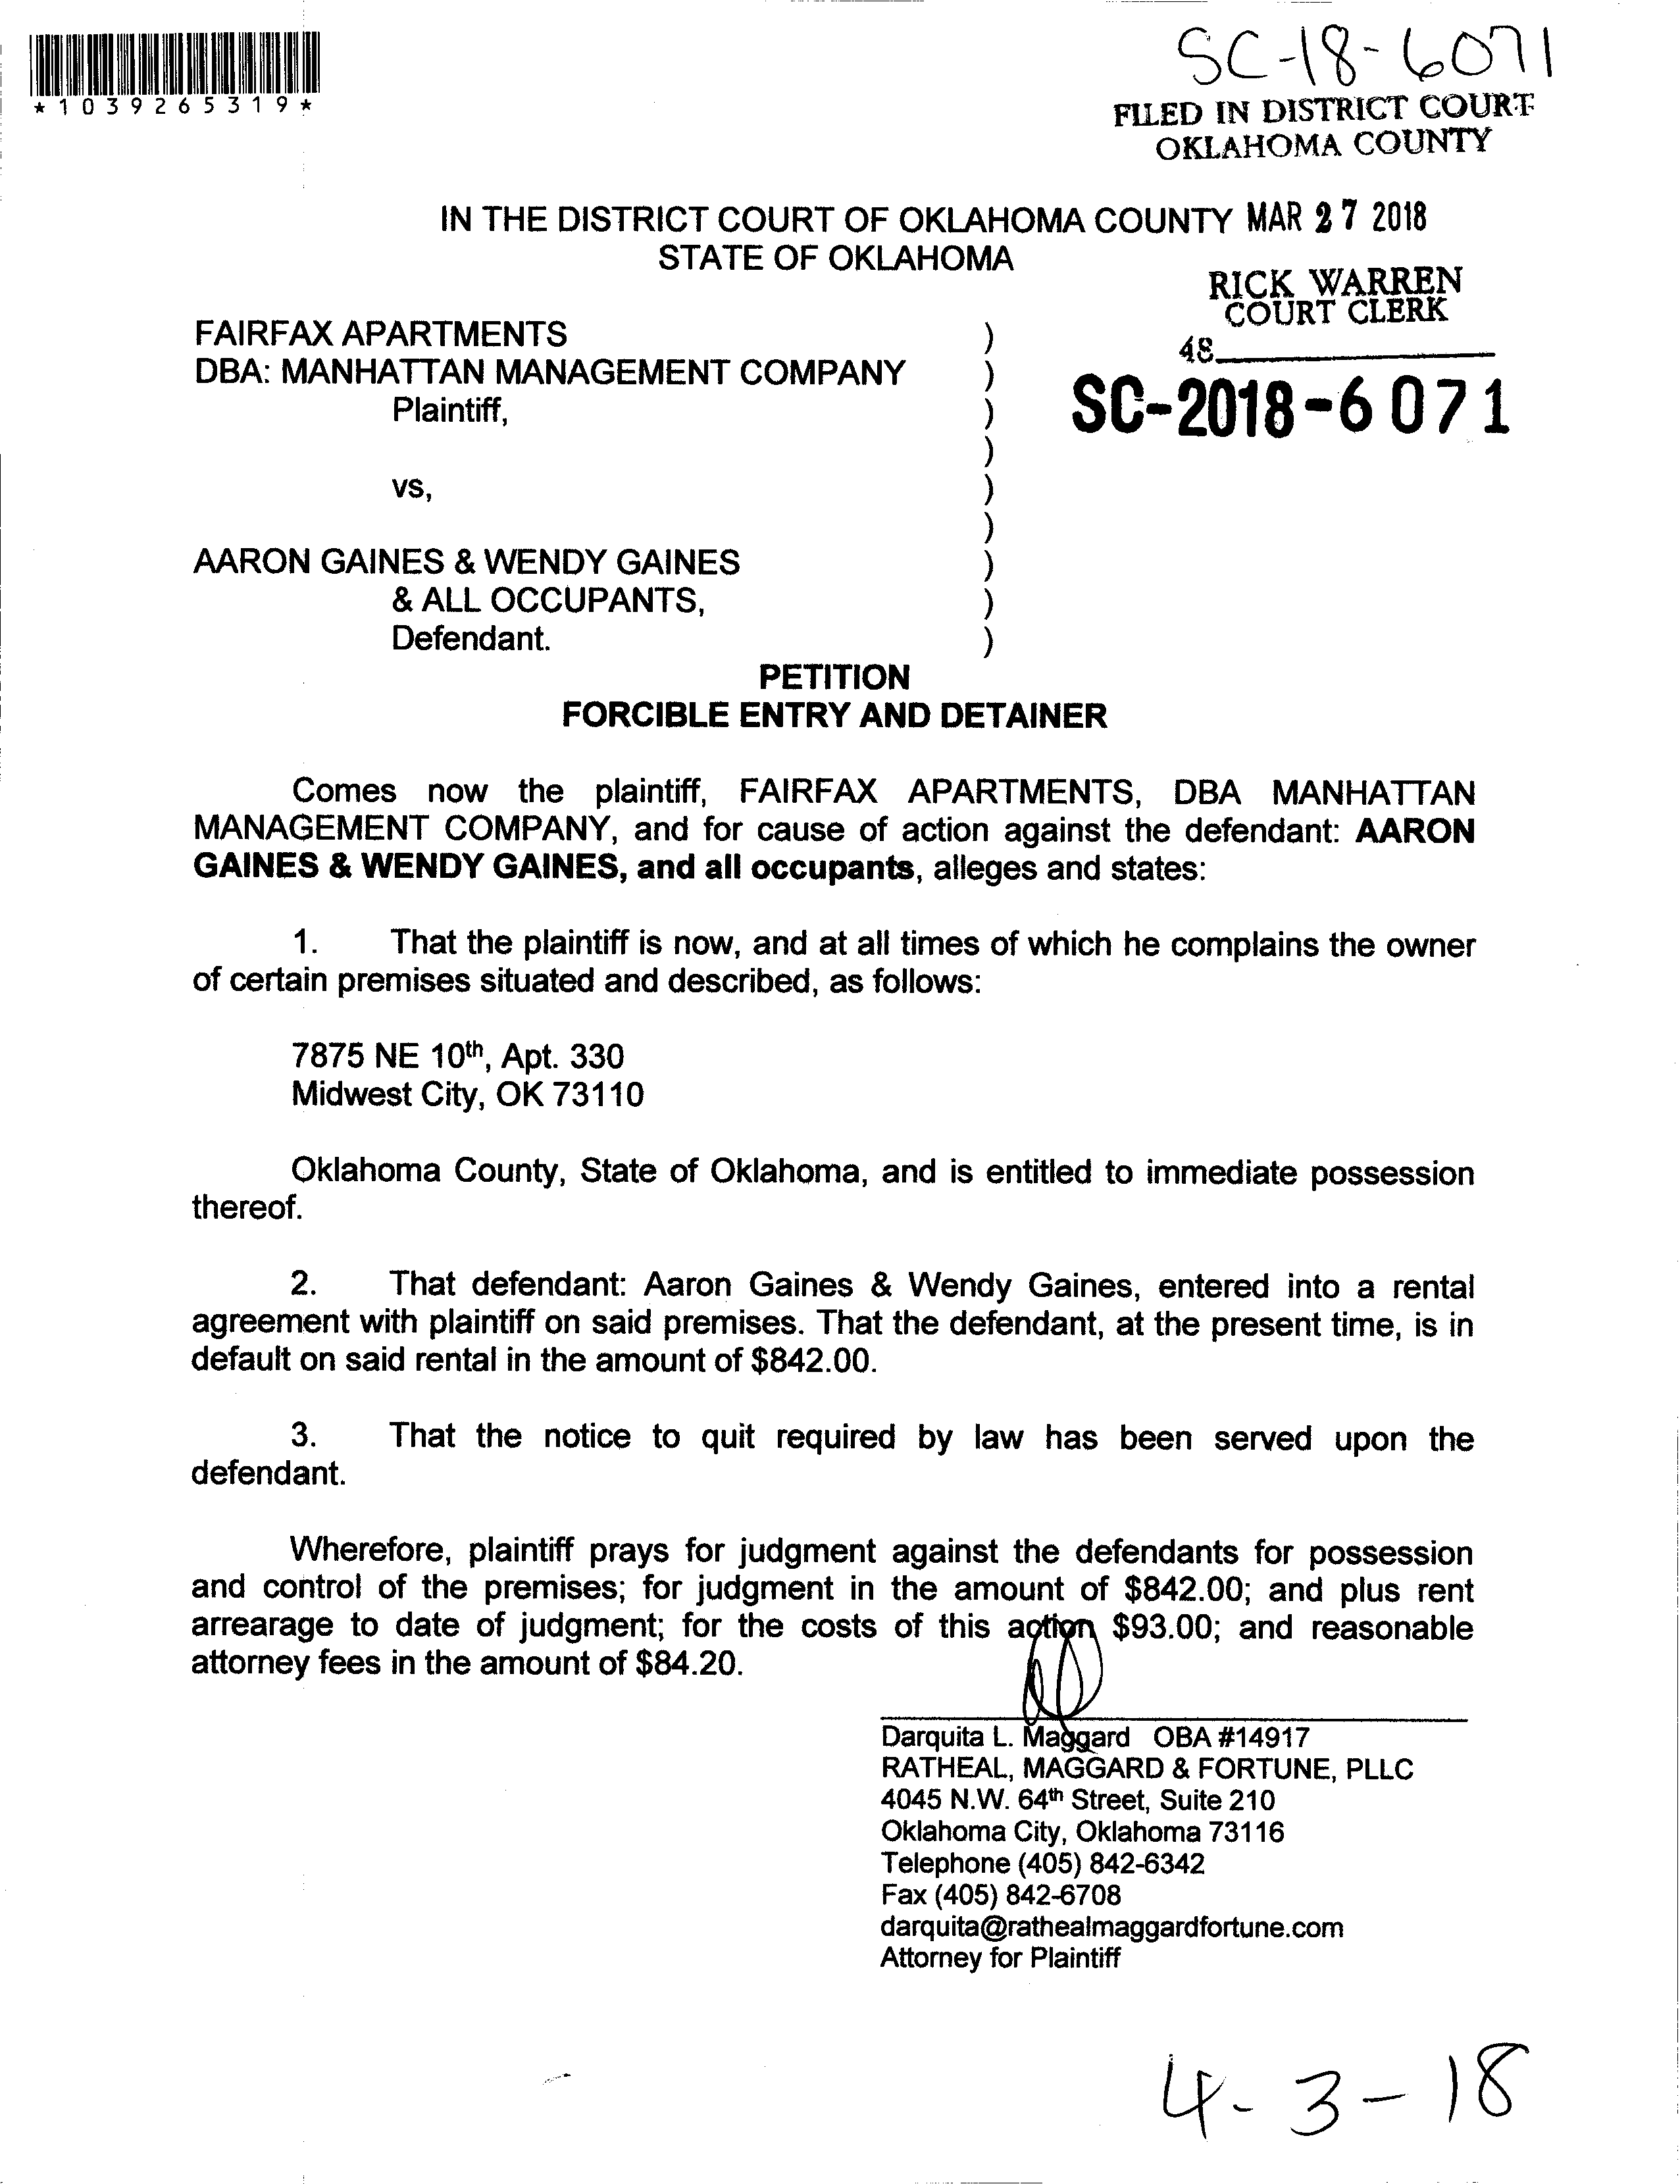 SC-18-6071
*1039265319*
FILED IN DISTRICT COURT
OKLAHOMA COUNTY
IN THE DISTRICT COURT OF OKLAHOMA COUNTY MAR 27 2018
STATE OF OKLAHOMA
RICK WARREN
COURT CLERK
48
SC-2018-6071
FAIRFAX APARTMENTS )
DBA: MANHATTAN MANAGEMENT COMPANY )
Plaintiff, )
)
vs, )
)
AARON GAINES & WENDY GAINES )
& ALL OCCUPANTS, )
Defendant. )
PETITION
FORCIBLE ENTRY AND DETAINER
Comes now the plaintiff, FAIRFAX APARTMENTS, DBA MANHATTAN
MANAGEMENT COMPANY, and for cause of action against the defendant: AARON
GAINES & WENDY GAINES, and all occupants, alleges and states:
1. That the plaintiff is now, and at all times of which he complains the owner
of certain premises situated and described, as follows:
7875 NE 10th, Apt. 330
Midwest City, OK 73110
Oklahoma County, State of Oklahoma, and is entitled to immediate possession
thereof.
2. That defendant: Aaron Gaines & Wendy Gaines, entered into a rental
agreement with plaintiff on said premises. That the defendant, at the present time, is in
default on said rental in the amount of $842.00.
3. That the notice to quit required by law has been served upon the
defendant.
Wherefore, plaintiff prays for judgment against the defendants for possession
and control of the premises; for judgment in the amount of $842.00; and plus rent
arrearage to date of judgment; for the costs of this action $93.00; and reasonable
attorney fees in the amount of $84.20.
Darquita L. Maggard OBA #14917
RATHEAL, MAGGARD & FORTUNE, PLLC
4045 N.W. 64th Street, Suite 210
Oklahoma City, Oklahoma 73116
Telephone (405) 842-6342
Fax (405) 842-6708
darquita@rathealmaggardfortune.com
Attorney for Plaintiff
4-3-18